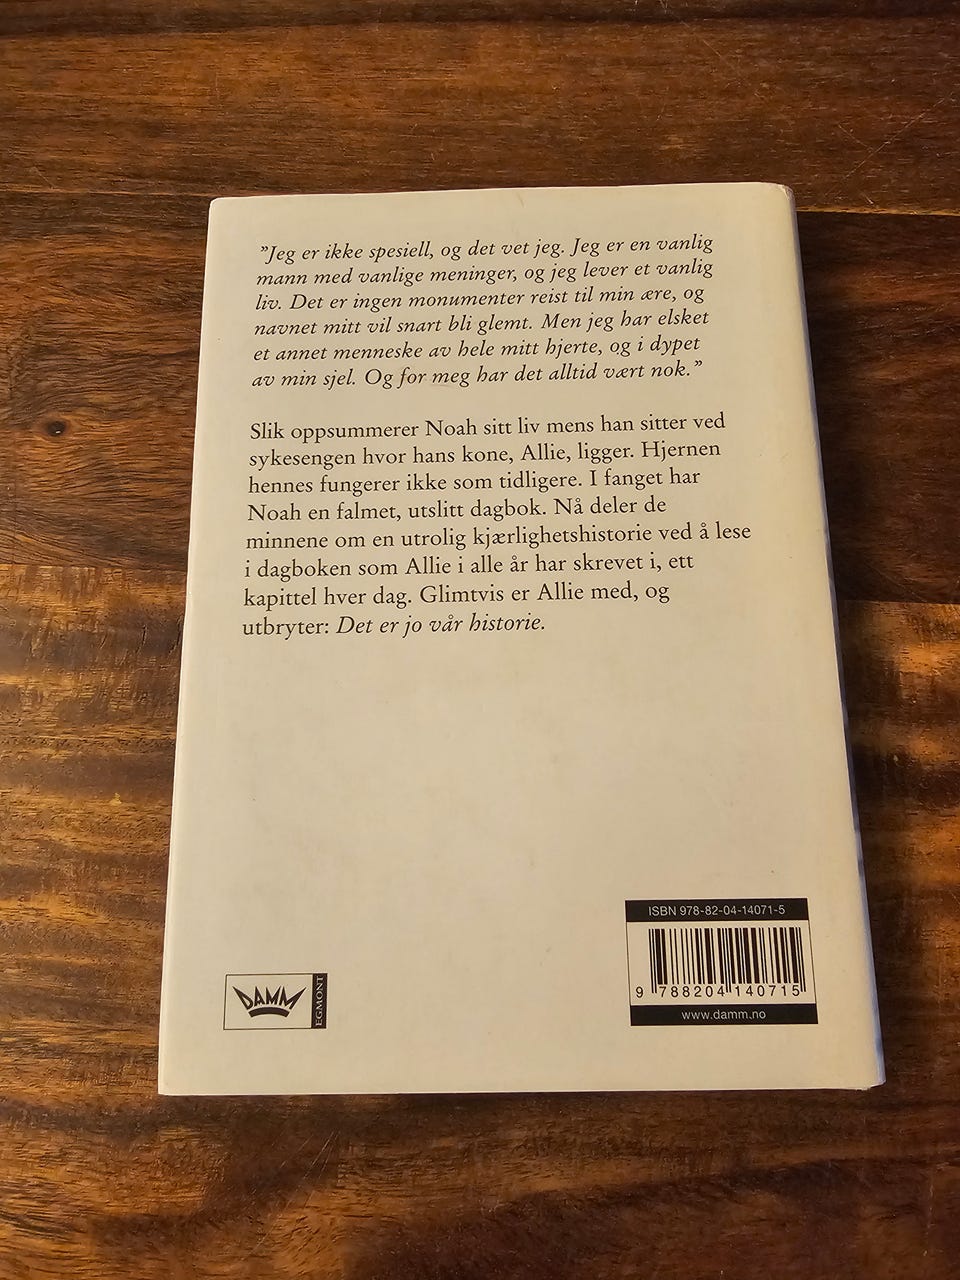 ”Jeg er ikke spesiell, og det vet jeg. Jeg er en vanlig
mann med vanlige meninger, og jeg lever et vanlig
liv. Det er ingen monumenter reist til min ære, og
navnet mitt vil snart bli glemt. Men jeg har elsket
et annet menneske av hele mitt hjerte, og i dypet
av min sjel. Og for meg har det alltid vært nok.”
Slik oppsummerer Noah sitt liv mens han sitter ved
sykesengen hvor hans kone, Allie, ligger. Hjernen
hennes fungerer ikke som tidligere. I fanget har
Noah en falmet, utslitt dagbok. Nå deler de
minnene om en utrolig kjærlighetshistorie ved å lese
i dagboken som Allie i alle år har skrevet i, ett
kapittel hver dag. Glimtvis er Allie med, og
utbryter: Det er jo vår historie.
ISBN 978-82-04-14071-5
9 788204 140715
www.damm.no
DAMM
EGMONT